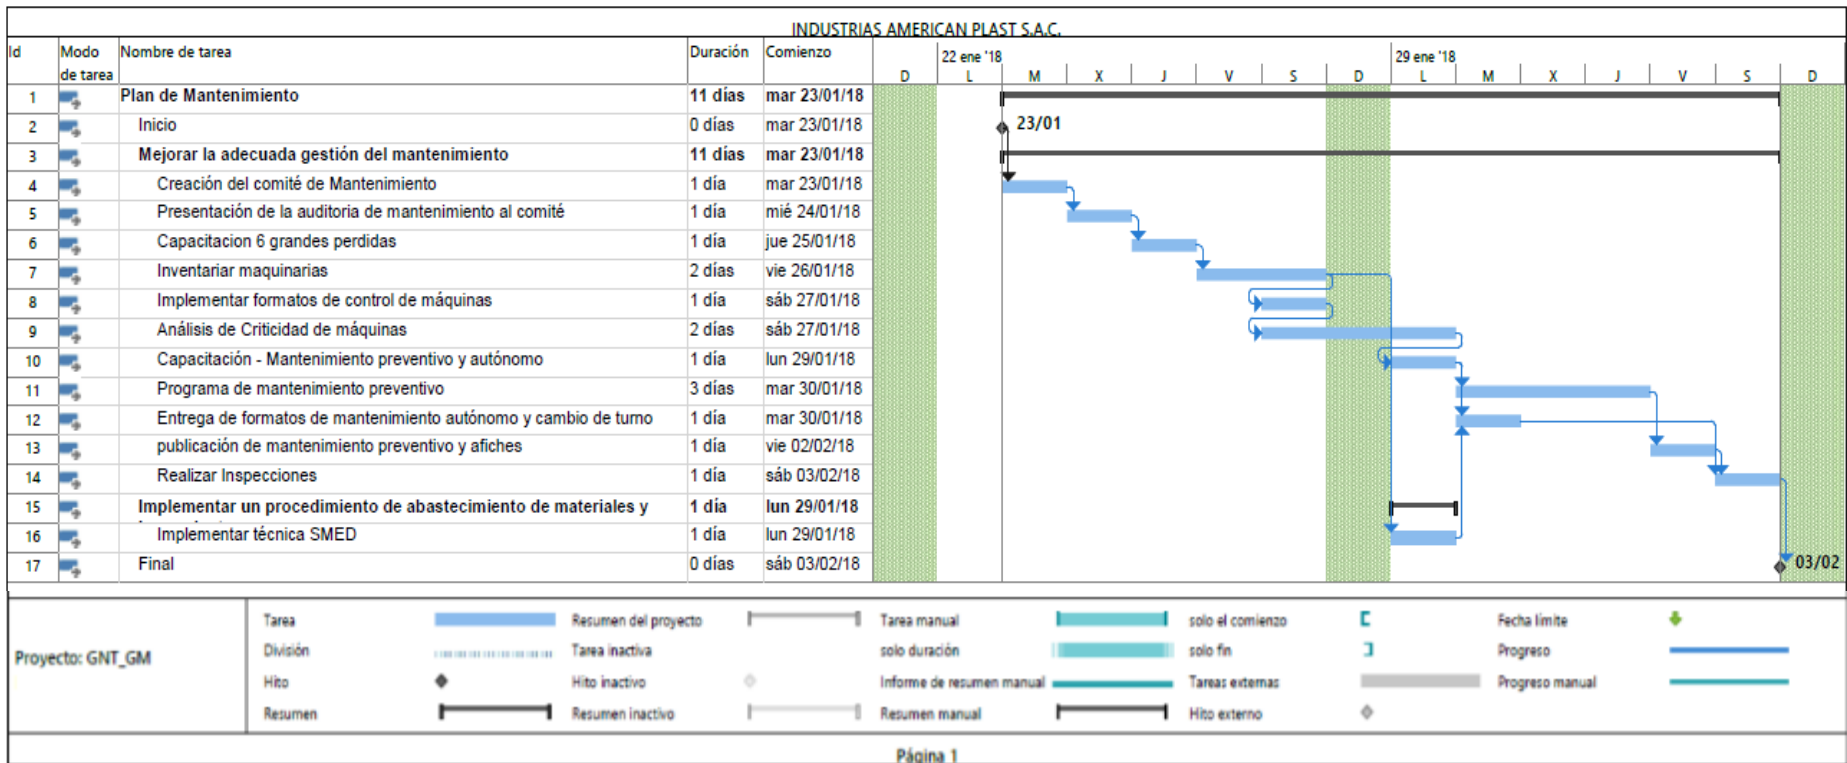 INDUSTRIAS AMERICAN PLAST S.A.C.
Id Modo de tarea Nombre de tarea Duración Comienzo 22 ene '18 29 ene '18
D L M X J V S D L M X J V S D
1 Plan de Mantenimiento 11 días mar 23/01/18
2 Inicio 0 días mar 23/01/18 23/01
3 Mejorar la adecuada gestión del mantenimiento 11 días mar 23/01/18
4 Creación del comité de Mantenimiento 1 día mar 23/01/18
5 Presentación de la auditoria de mantenimiento al comité 1 día mié 24/01/18
6 Capacitacion 6 grandes perdidas 1 día jue 25/01/18
7 Inventariar maquinarias 2 días vie 26/01/18
8 Implementar formatos de control de máquinas 1 día sáb 27/01/18
9 Análisis de Criticidad de máquinas 2 días sáb 27/01/18
10 Capacitación - Mantenimiento preventivo y autónomo 1 día lun 29/01/18
11 Programa de mantenimiento preventivo 3 días mar 30/01/18
12 Entrega de formatos de mantenimiento autónomo y cambio de turno 1 día mar 30/01/18
13 publicación de mantenimiento preventivo y afiches 1 día vie 02/02/18
14 Realizar Inspecciones 1 día sáb 03/02/18
15 Implementar un procedimiento de abastecimiento de materiales y 1 día lun 29/01/18
16 Implementar técnica SMED 1 día lun 29/01/18
17 Final 0 días sáb 03/02/18 03/02
Proyecto: GNT_GM
Tarea Resumen del proyecto Tarea manual solo el comienzo Fecha límite
División Tarea inactiva solo duración solo fin Progreso
Hito Hito inactivo Informe de resumen manual Tareas externas Progreso manual
Resumen Resumen inactivo Resumen manual Hito externo
Página 1